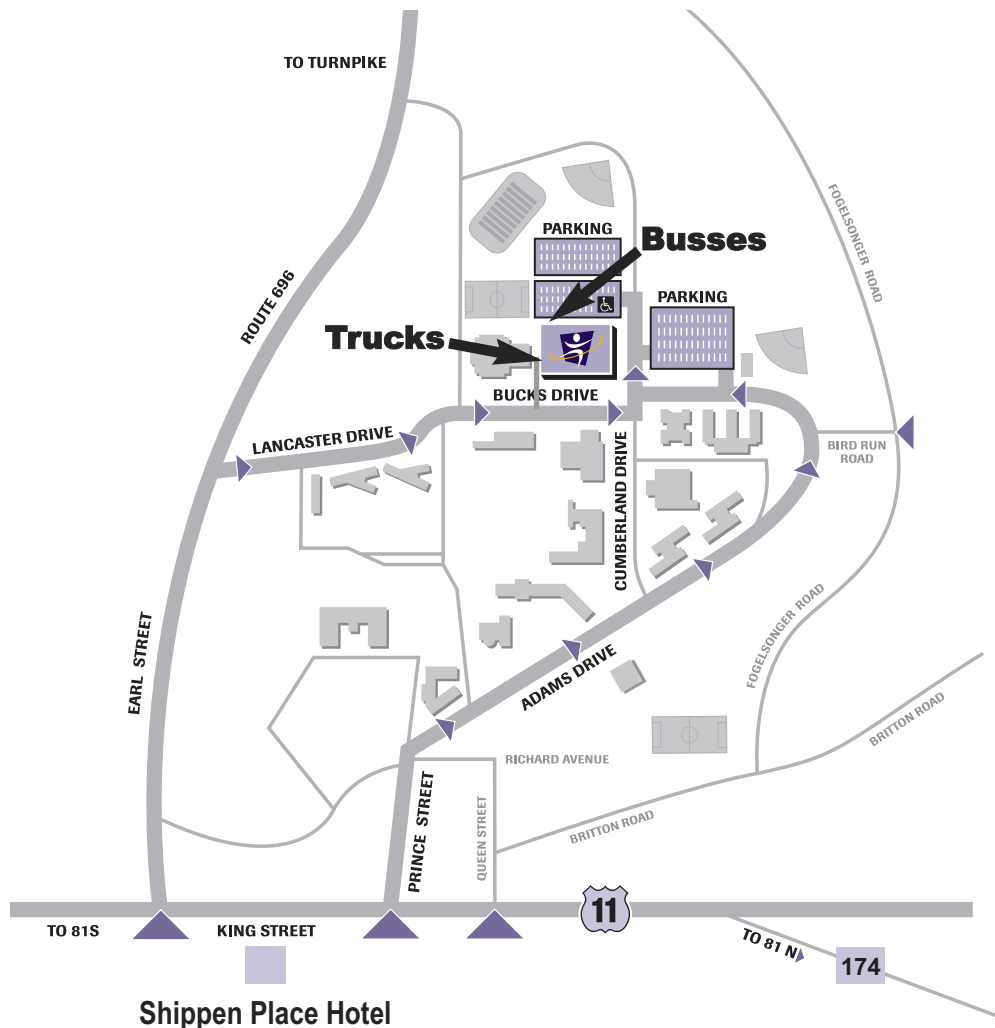 TO TURNPIKE
FOGELSONGER ROAD
PARKING
Busses
ROUTE 696
PARKING
Trucks
BUCKS DRIVE
LANCASTER DRIVE
BIRD RUN
ROAD
CUMBERLAND DRIVE
EARL STREET
FOGELSONGER ROAD
ADAMS DRIVE
BRITTON ROAD
RICHARD AVENUE
PRINCE STREET
QUEEN STREET
BRITTON ROAD
11
TO 81S
KING STREET
TO 81 N
174
Shippen Place Hotel